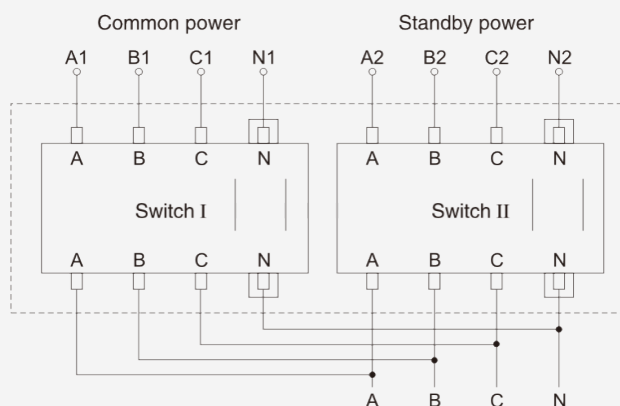 Common power Standby power
A1 B1 C1 N1 A2 B2 C2 N2
A B C N A B C N
Switch I Switch II
A B C N A B C N
A B C N